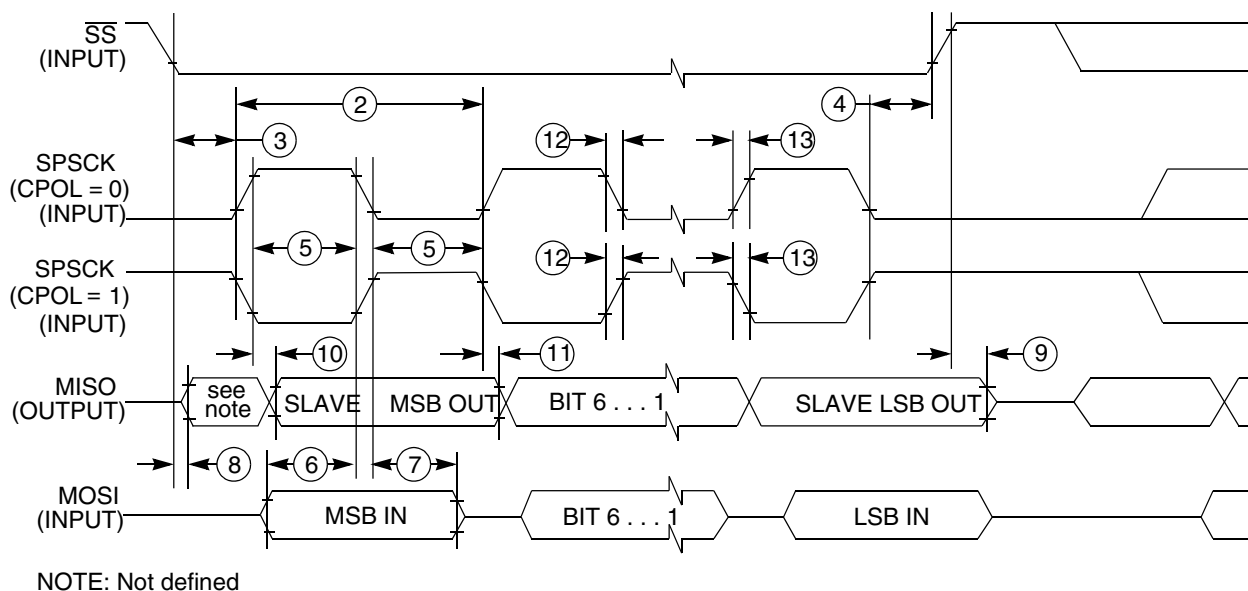 SS
(INPUT)
2
4
3
12
13
SPSCK
(CPOL = 0)
(INPUT)
5
5
SPSCK
(CPOL = 1)
(INPUT)
12
13
10
11
9
MISO
(OUTPUT)
see
note
SLAVE
MSB OUT
BIT 6 . . . 1
SLAVE LSB OUT
8
6
7
MOSI
(INPUT)
MSB IN
BIT 6 . . . 1
LSB IN
NOTE: Not defined